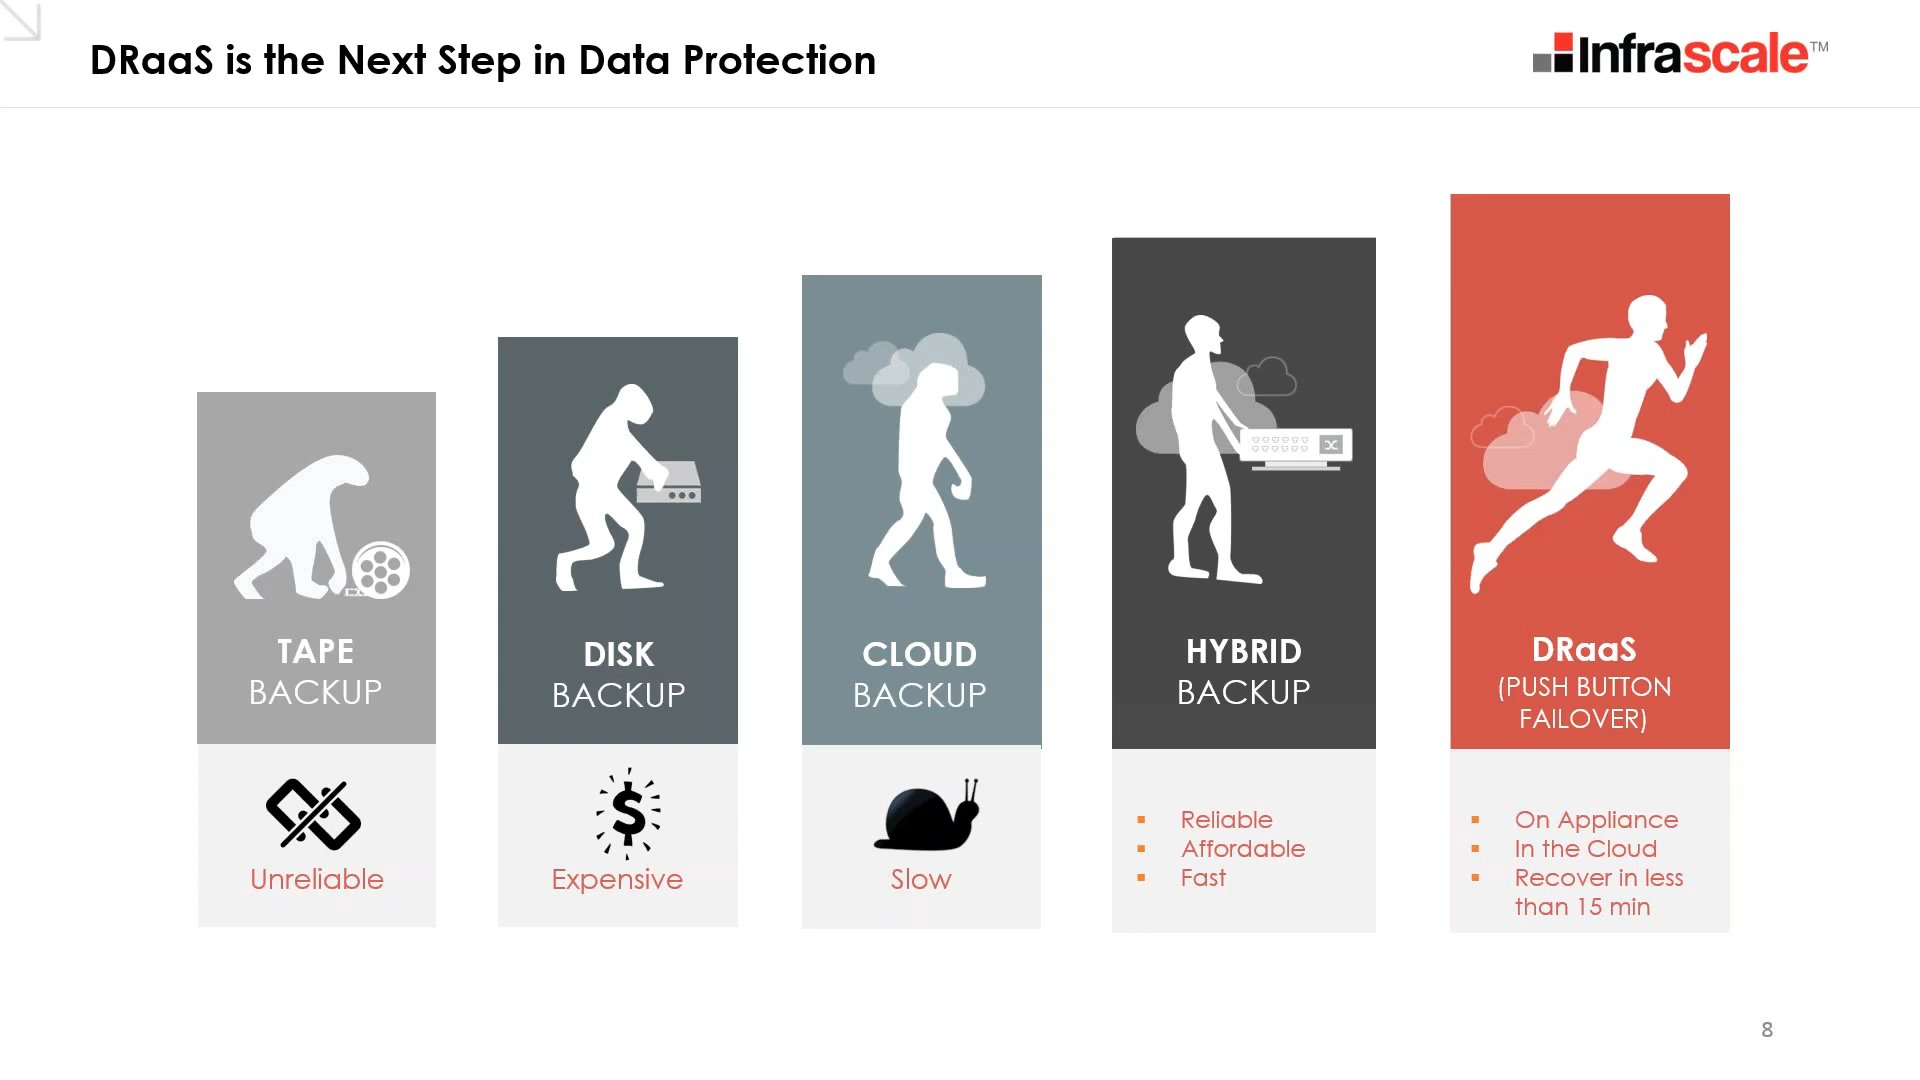 DRaaS is the Next Step in Data Protection
Infrascale™
TAPE
BACKUP
Unreliable
DISK
BACKUP
Expensive
CLOUD
BACKUP
Slow
HYBRID
BACKUP
▪ Reliable
▪ Affordable
▪ Fast
DRaaS
(PUSH BUTTON
FAILOVER)
▪ On Appliance
▪ In the Cloud
▪ Recover in less
than 15 min
8